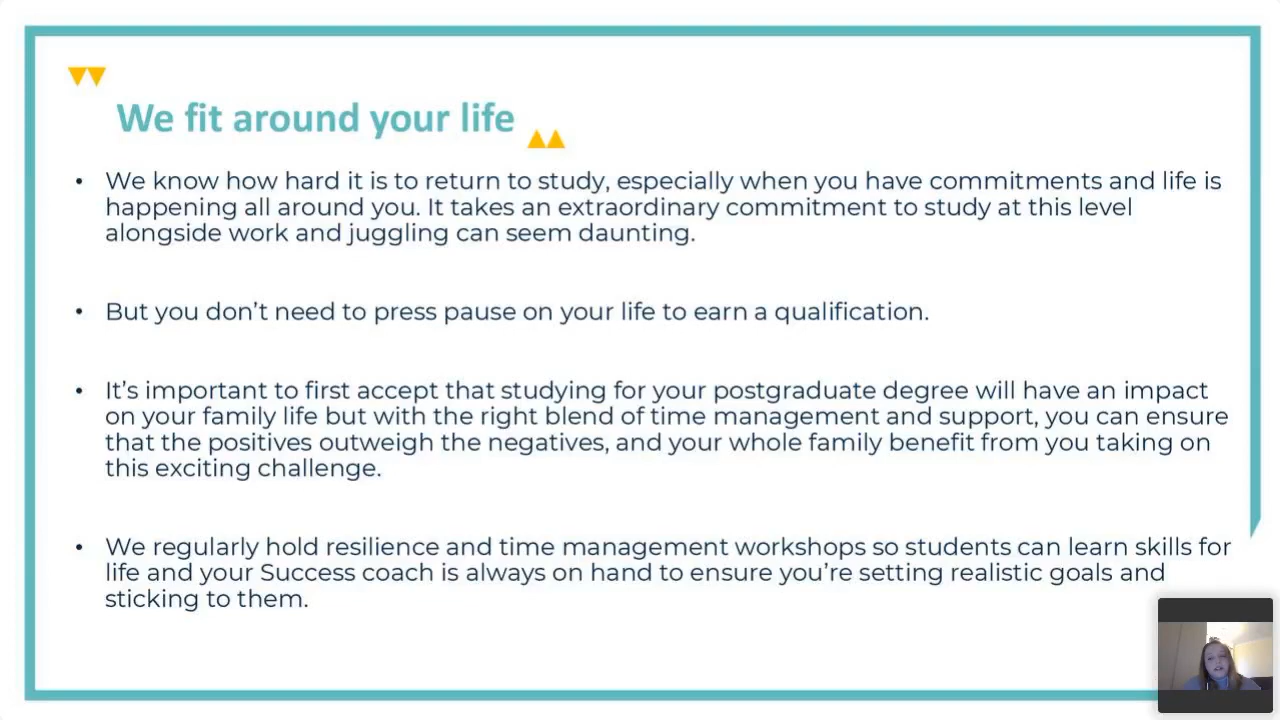 We fit around your life
• We know how hard it is to return to study, especially when you have commitments and life is
happening all around you. It takes an extraordinary commitment to study at this level
alongside work and juggling can seem daunting.
• But you don’t need to press pause on your life to earn a qualification.
• It’s important to first accept that studying for your postgraduate degree will have an impact
on your family life but with the right blend of time management and support, you can ensure
that the positives outweigh the negatives, and your whole family benefit from you taking on
this exciting challenge.
• We regularly hold resilience and time management workshops so students can learn skills for
life and your Success coach is always on hand to ensure you’re setting realistic goals and
sticking to them.